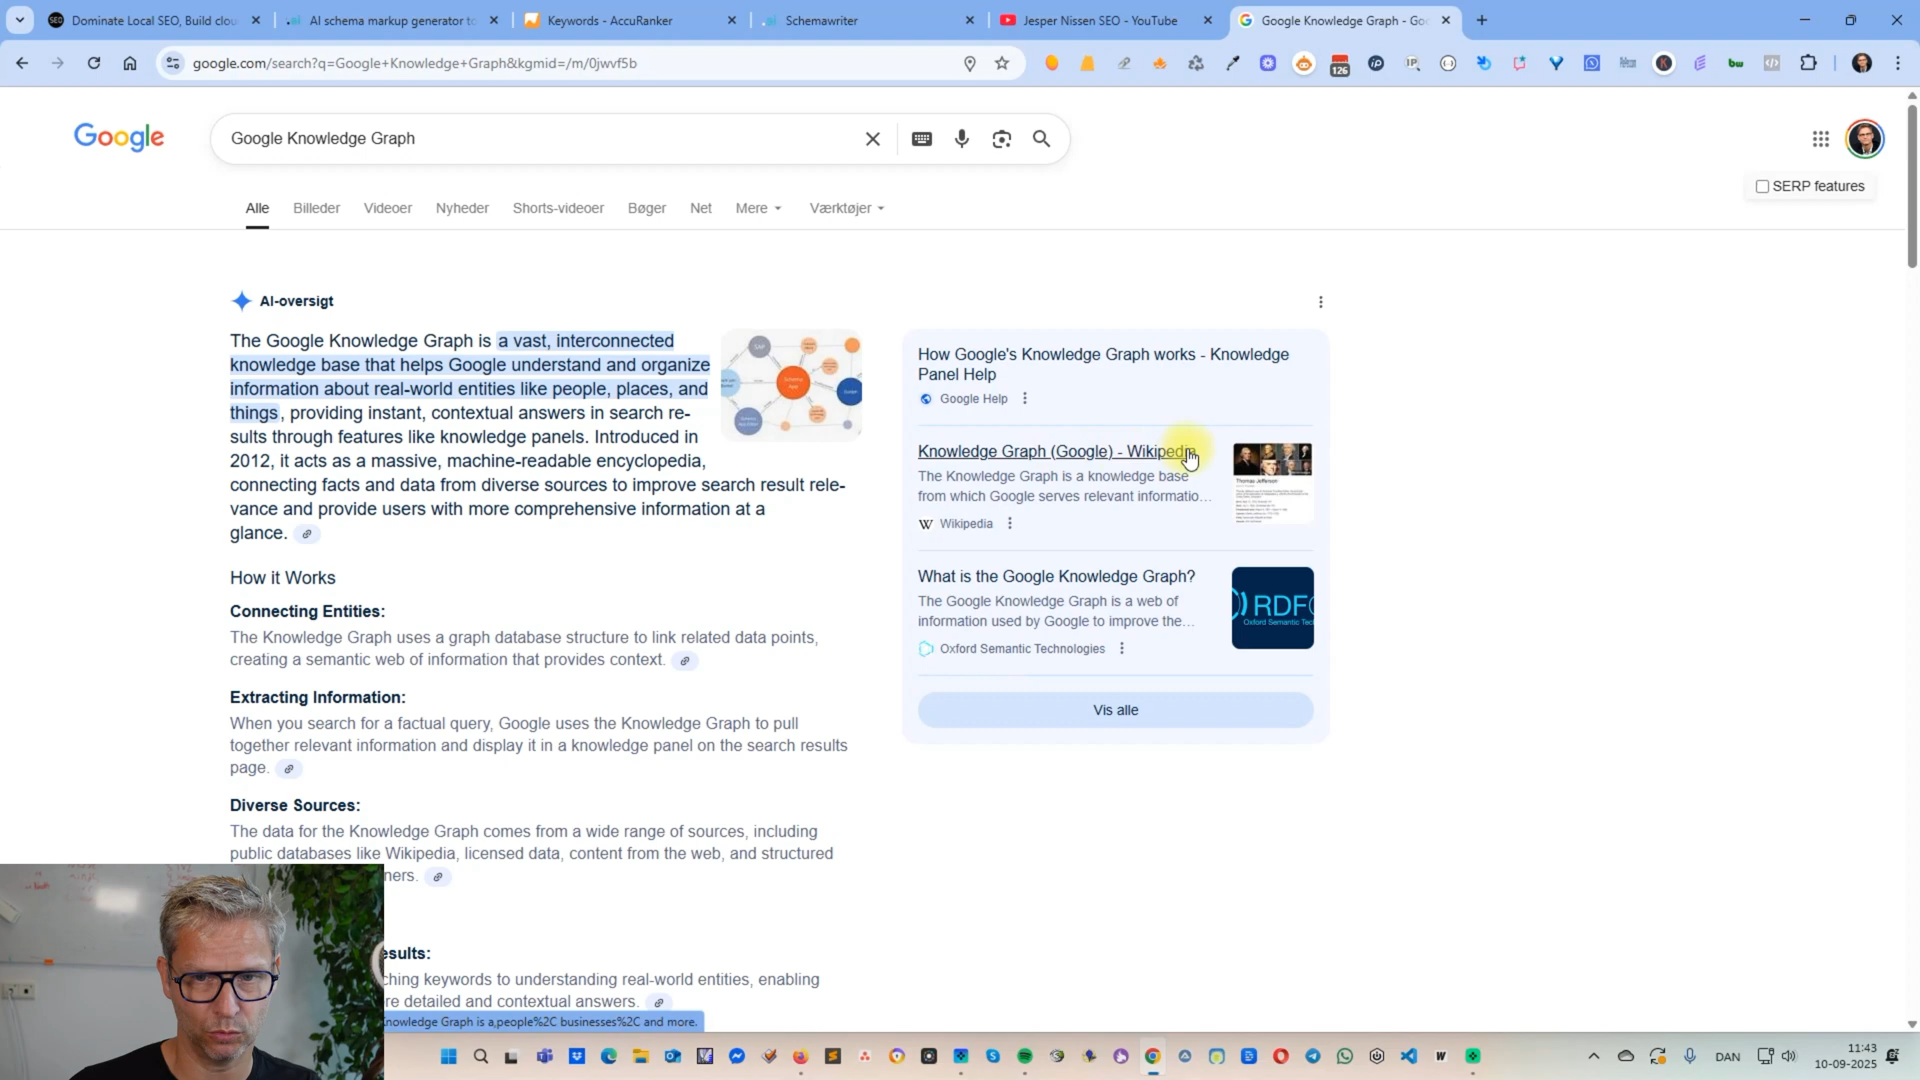 Dominate Local SEO, Build clou
AI schema markup generator to
Keywords - AccuRanker
Schemawriter
Jesper Nissen SEO - YouTube
Google Knowledge Graph - Goo
google.com/search?q=Google+Knowledge+Graph&kgmid=/m/0jwvf5b
126
Google
Google Knowledge Graph
SERP features
Alle
Billeder
Videoer
Nyheder
Shorts-videoer
Bøger
Net
Mere
Værktøjer
AI-oversigt
The Google Knowledge Graph is a vast, interconnected
knowledge base that helps Google understand and organize
information about real-world entities like people, places, and
things, providing instant, contextual answers in search re-
sults through features like knowledge panels. Introduced in
2012, it acts as a massive, machine-readable encyclopedia,
connecting facts and data from diverse sources to improve search result rele-
vance and provide users with more comprehensive information at a
glance.
How it Works
Connecting Entities:
The Knowledge Graph uses a graph database structure to link related data points,
creating a semantic web of information that provides context.
Extracting Information:
When you search for a factual query, Google uses the Knowledge Graph to pull
together relevant information and display it in a knowledge panel on the search results
page.
Diverse Sources:
The data for the Knowledge Graph comes from a wide range of sources, including
public databases like Wikipedia, licensed data, content from the web, and structured
ners.
esults:
ching keywords to understanding real-world entities, enabling
re detailed and contextual answers.
nowledge Graph is a,people%2C businesses%2C and more.
How Google's Knowledge Graph works - Knowledge
Panel Help
Google Help
Knowledge Graph (Google) - Wikipedia
The Knowledge Graph is a knowledge base
from which Google serves relevant informatio...
Wikipedia
Thomas Jefferson
What is the Google Knowledge Graph?
The Google Knowledge Graph is a web of
information used by Google to improve the...
Oxford Semantic Technologies
RDF
Oxford Semantic Tec
Vis alle
DAN
11:43
10-09-2025